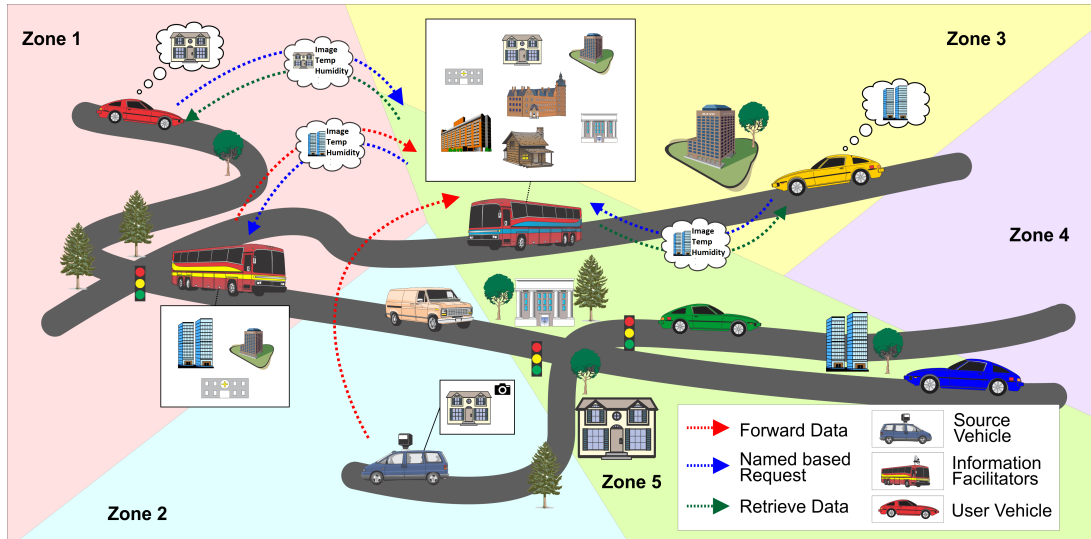 Zone 1
Image
Temp
Humidity
Image
Temp
Humidity
Zone 3
Zone 4
Image
Temp
Humidity
Zone 2
Zone 5
Forward Data
Named based
Request
Retrieve Data
Source
Vehicle
Information
Facilitators
User Vehicle